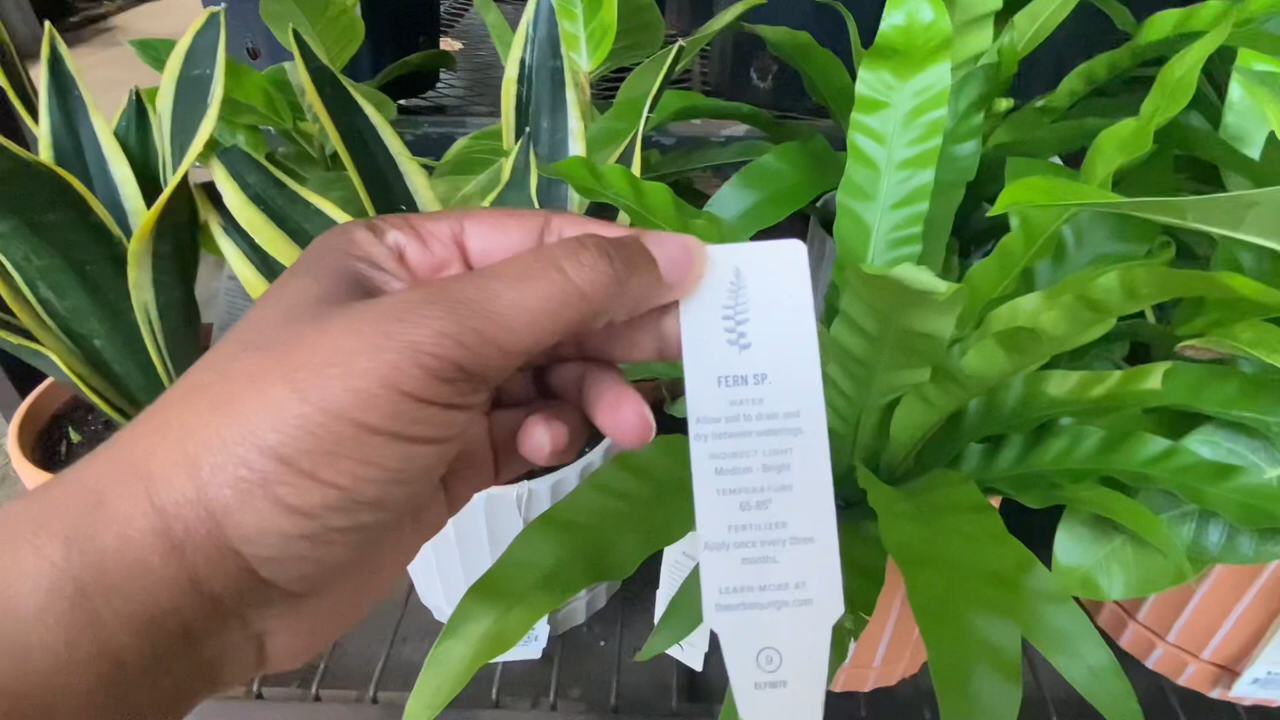 FERN SP.
WATER
Allow soil to drain and
dry between waterings.
INDIRECT LIGHT
Medium - Bright
TEMPERATURE
65-85°
FERTILIZER
Apply once every three
months.
LEARN MORE AT
theurbanjungle.com
9